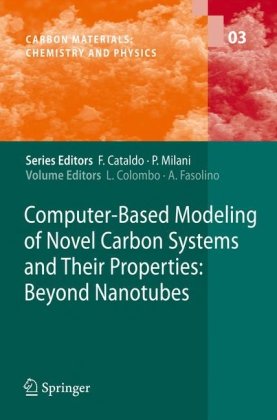 CARBON MATERIALS:
CHEMISTRY AND PHYSICS
03
Series Editors F. Cataldo · P. Milani
Volume Editors L. Colombo · A. Fasolino
Computer-Based Modeling
of Novel Carbon Systems
and Their Properties:
Beyond Nanotubes
Springer